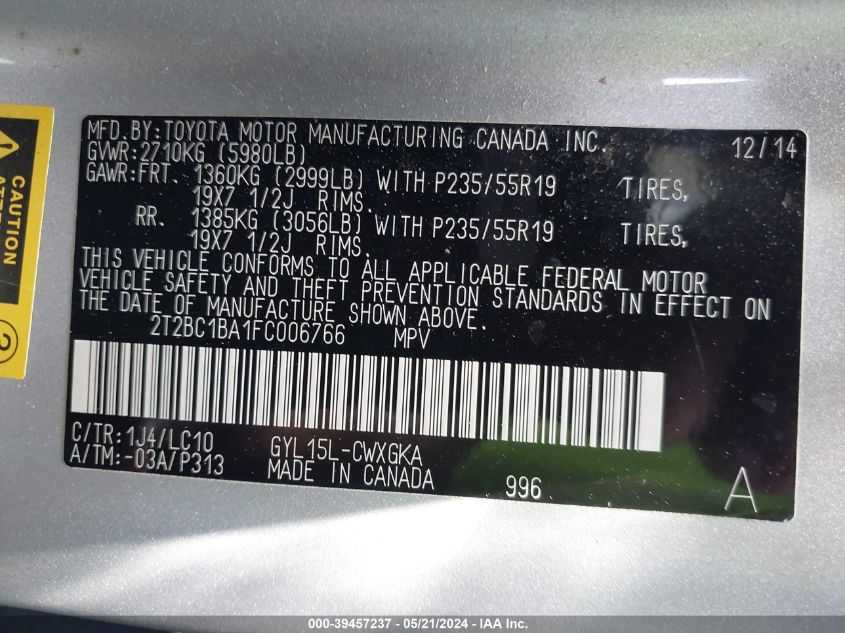 MFD.BY:TOYOTA MOTOR MANUFACTURING CANADA INC. 12/14
GVWR:2710KG (5980LB)
GAWR:FRT. 1360KG (2999LB) WITH P235/55R19 TIRES,
19X7 1/2J RIMS.
RR. 1385KG (3056LB) WITH P235/55R19 TIRES,
19X7 1/2J RIMS.
THIS VEHICLE CONFORMS TO ALL APPLICABLE FEDERAL MOTOR
VEHICLE SAFETY AND THEFT PREVENTION STANDARDS IN EFFECT ON
THE DATE OF MANUFACTURE SHOWN ABOVE.
2T2BC1BA1FC006766 MPV
C/TR:1J4/LC10 GYL15L-CWXGKA
A/TM:-03A/P313 MADE IN CANADA 996 A
CAUTION
2
000-39457237 - 05/21/2024 - IAA Inc.